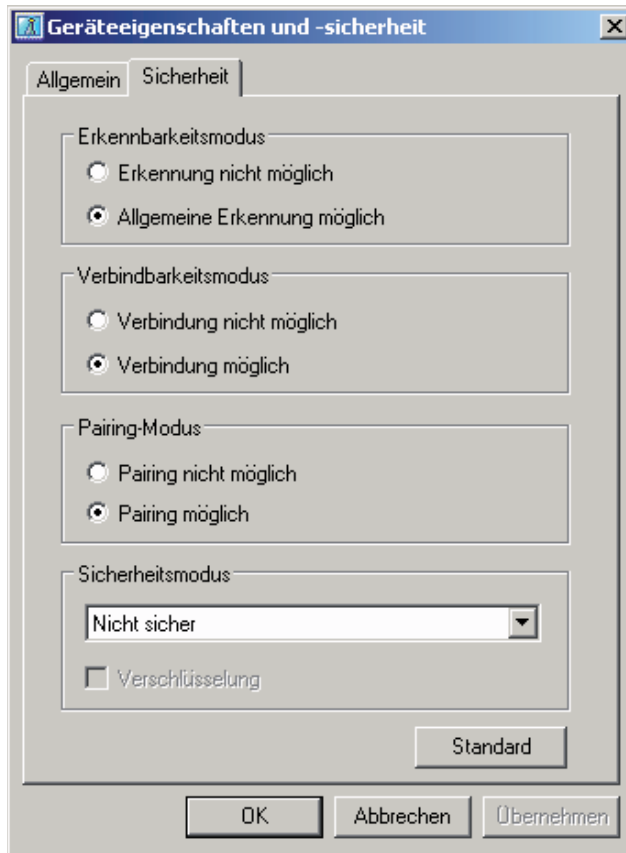 Geräteeigenschaften und -sicherheit
Allgemein Sicherheit
Erkennbarkeitsmodus
Erkennung nicht möglich
Allgemeine Erkennung möglich
Verbindbarkeitsmodus
Verbindung nicht möglich
Verbindung möglich
Pairing-Modus
Pairing nicht möglich
Pairing möglich
Sicherheitsmodus
Nicht sicher
Verschlüsselung
Standard
OK Abbrechen Übernehmen